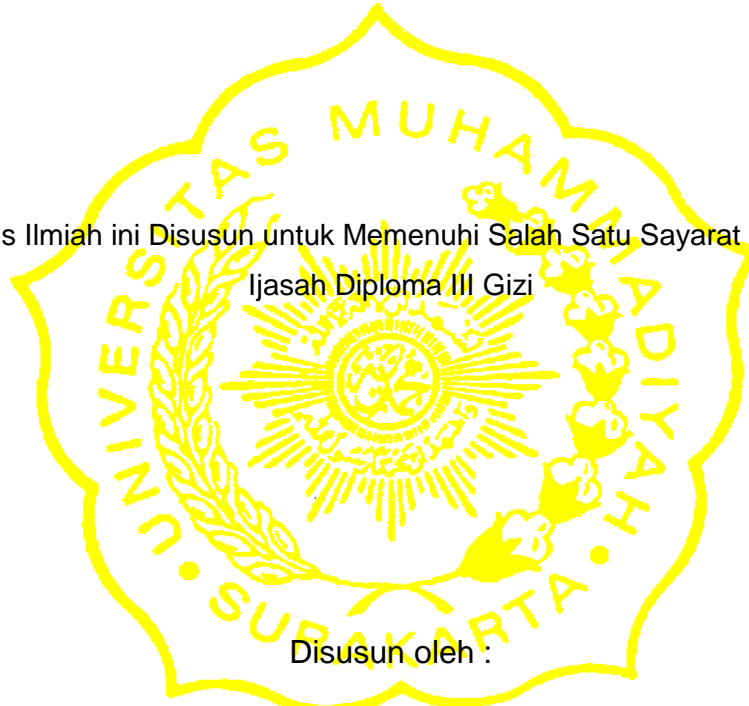 UNIVERSITAS MUHAMMADIYAH
s Ilmiah ini Disusun untuk Memenuhi Salah Satu Sayarat
Ijasah Diploma III Gizi
SURAKARTA
Disusun oleh :